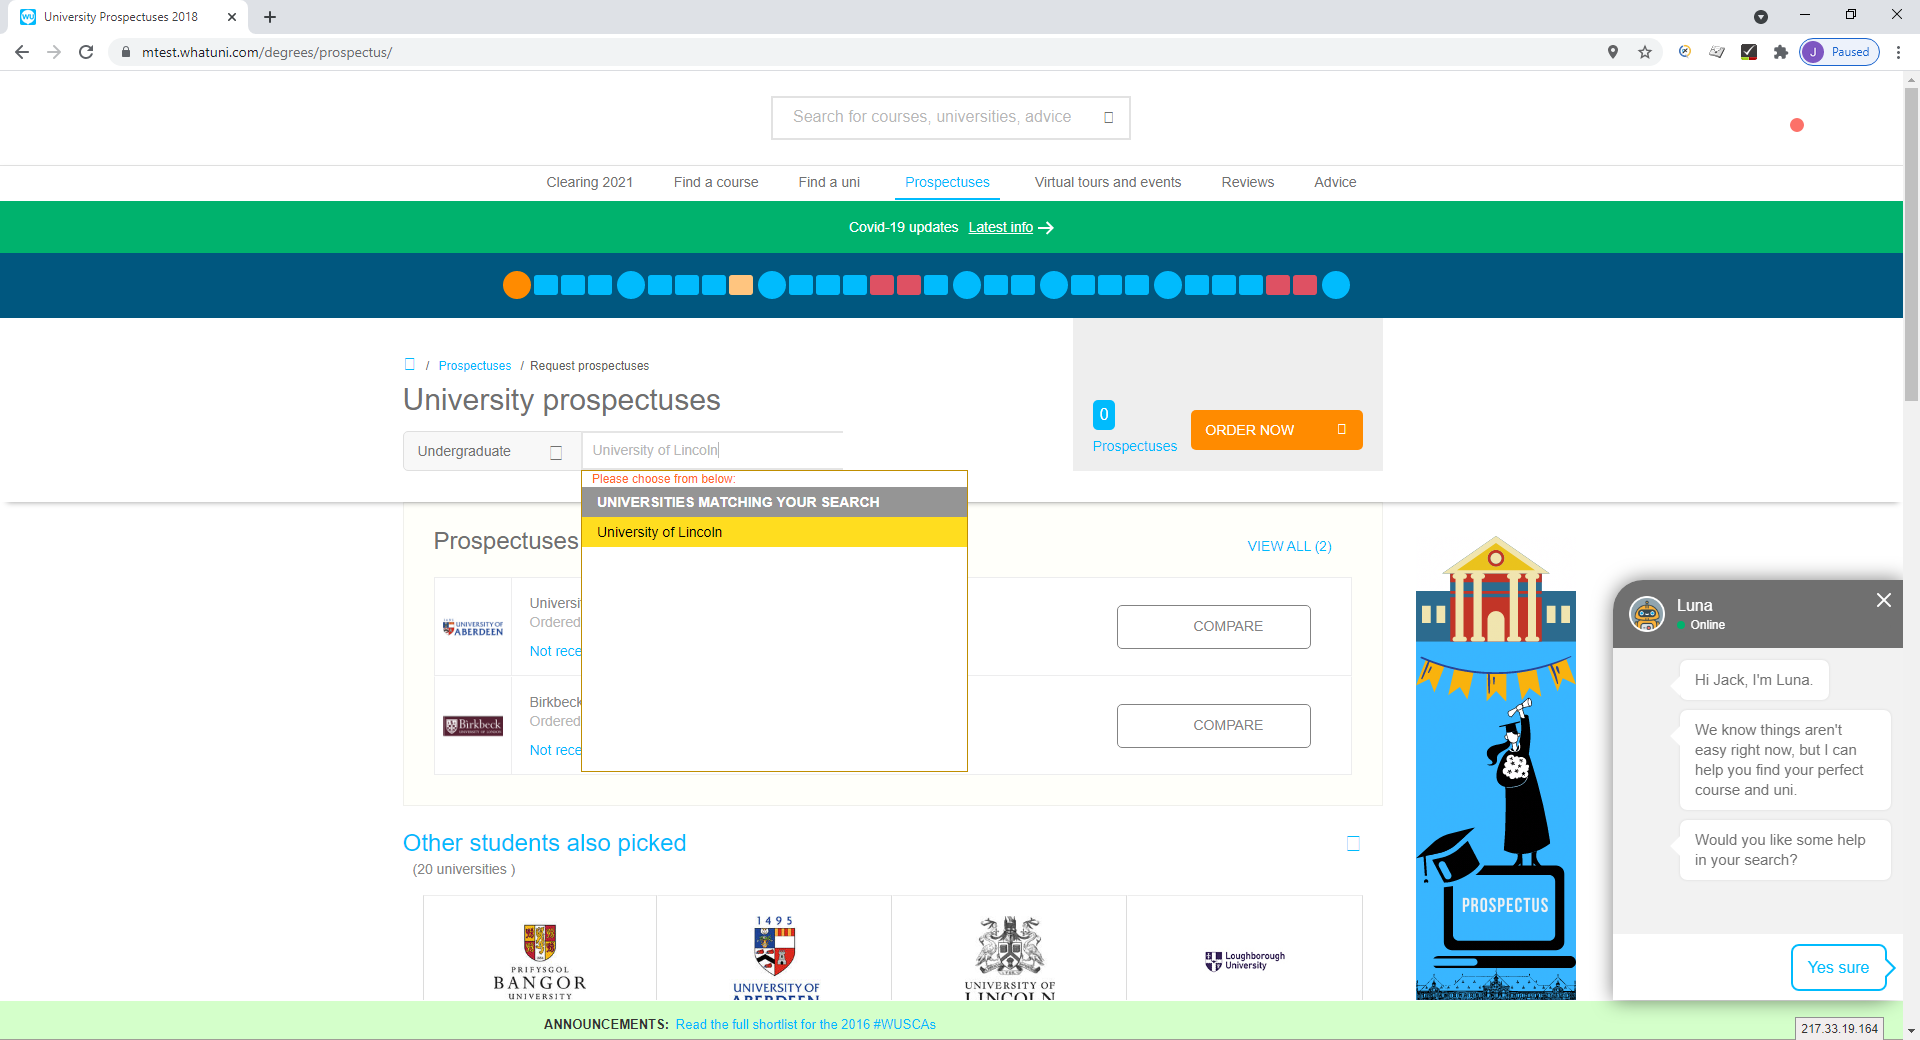 University Prospectuses 2018
mtest.whatuni.com/degrees/prospectus/
J Paused
Search for courses, universities, advice
Clearing 2021 Find a course Find a uni Prospectuses Virtual tours and events Reviews Advice
Covid-19 updates Latest info
/ Prospectuses / Request prospectuses
University prospectuses
0
Prospectuses
ORDER NOW
Undergraduate
University of Lincoln
Please choose from below:
UNIVERSITIES MATCHING YOUR SEARCH
University of Lincoln
Prospectuses
VIEW ALL (2)
UNIVERSITY OF
ABERDEEN
Universi
Ordered
Not rece
COMPARE
Birkbeck
UNIVERSITY OF LONDON
Birkbeck
Ordered
Not rece
COMPARE
Other students also picked
(20 universities )
PRIFYSGOL
BANGOR
UNIVERSITY
1495
UNIVERSITY OF
ABERDEEN
UNIVERSITY OF
LINCOLN
Loughborough
University
PROSPECTUS
Luna
Online
Hi Jack, I'm Luna.
We know things aren't
easy right now, but I can
help you find your perfect
course and uni.
Would you like some help
in your search?
Yes sure
ANNOUNCEMENTS: Read the full shortlist for the 2016 #WUSCAs
217.33.19.164